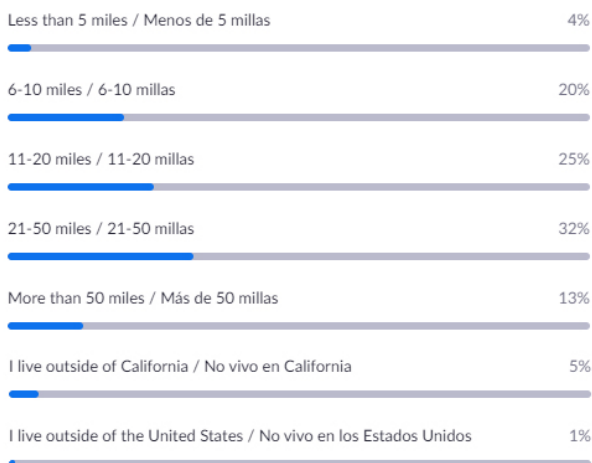 Less than 5 miles / Menos de 5 millas 4%
6-10 miles / 6-10 millas 20%
11-20 miles / 11-20 millas 25%
21-50 miles / 21-50 millas 32%
More than 50 miles / Más de 50 millas 13%
I live outside of California / No vivo en California 5%
I live outside of the United States / No vivo en los Estados Unidos 1%